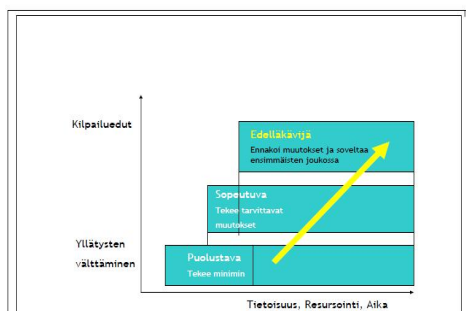 Kilpailuedut
Edelläkävijä
Ennakoi muutokset ja soveltaa
ensimmäisten joukossa
Sopeutuva
Tekee tarvittavat
muutokset
Yllätysten
välttäminen
Puolustava
Tekee minimin
Tietoisuus, Resursointi, Aika